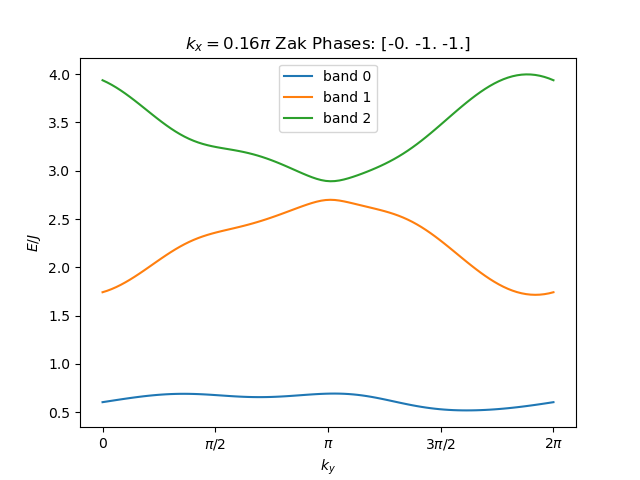 $k_x = 0.16\pi$ Zak Phases: [-0. -1. -1.]
band 0
band 1
band 2
4.0
3.5
3.0
2.5
2.0
1.5
1.0
0.5
E/J
0 π/2 π 3π/2 2π
$k_y$